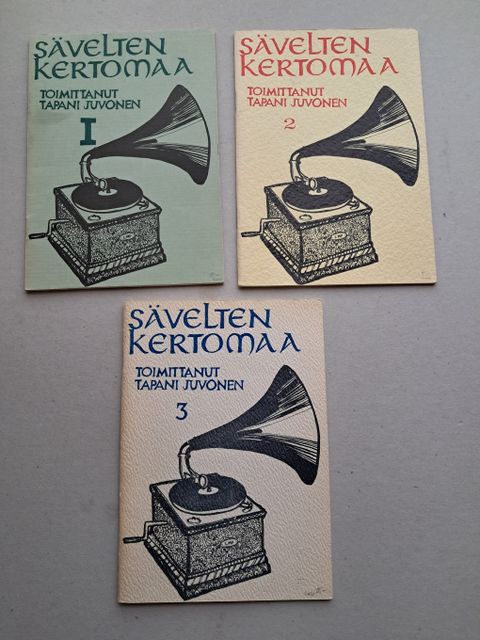 SÄVELTEN
KERTOMAA
TOIMITTANUT
TAPANI JUVONEN
I
SÄVELTEN
KERTOMAA
TOIMITTANUT
TAPANI JUVONEN
2
SÄVELTEN
KERTOMAA
TOIMITTANUT
TAPANI JUVONEN
3